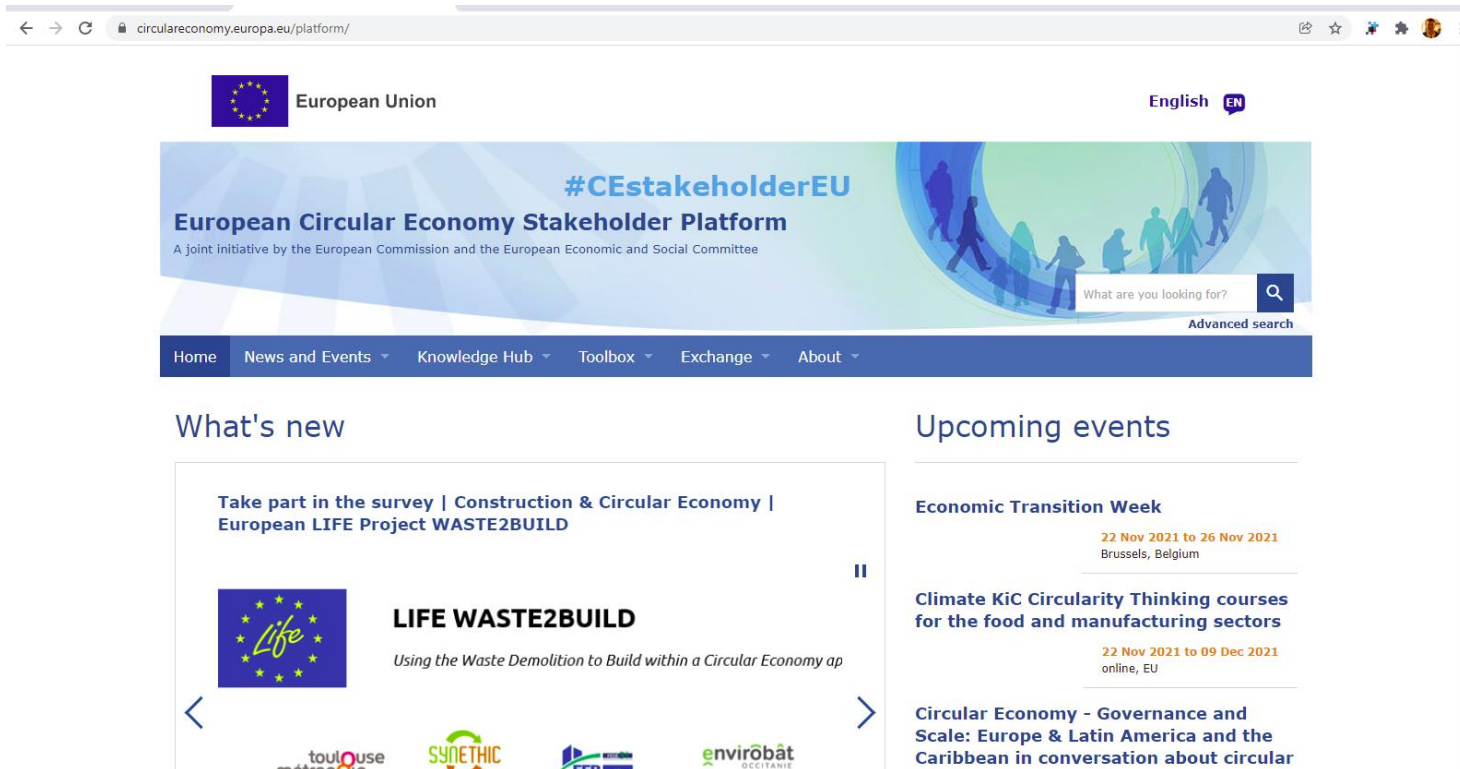 circulareconomy.europa.eu/platform/
European Union
English EN
#CEstakeholderEU
European Circular Economy Stakeholder Platform
A joint initiative by the European Commission and the European Economic and Social Committee
What are you looking for?
Advanced search
Home News and Events Knowledge Hub Toolbox Exchange About
What's new
Take part in the survey | Construction & Circular Economy |
European LIFE Project WASTE2BUILD
Life
LIFE WASTE2BUILD
Using the Waste Demolition to Build within a Circular Economy ap
toulouse
métropole
SYNETHIC
FFB
envirobât
OCCITANIE
Upcoming events
Economic Transition Week
22 Nov 2021 to 26 Nov 2021
Brussels, Belgium
Climate KiC Circularity Thinking courses
for the food and manufacturing sectors
22 Nov 2021 to 09 Dec 2021
online, EU
Circular Economy - Governance and
Scale: Europe & Latin America and the
Caribbean in conversation about circular